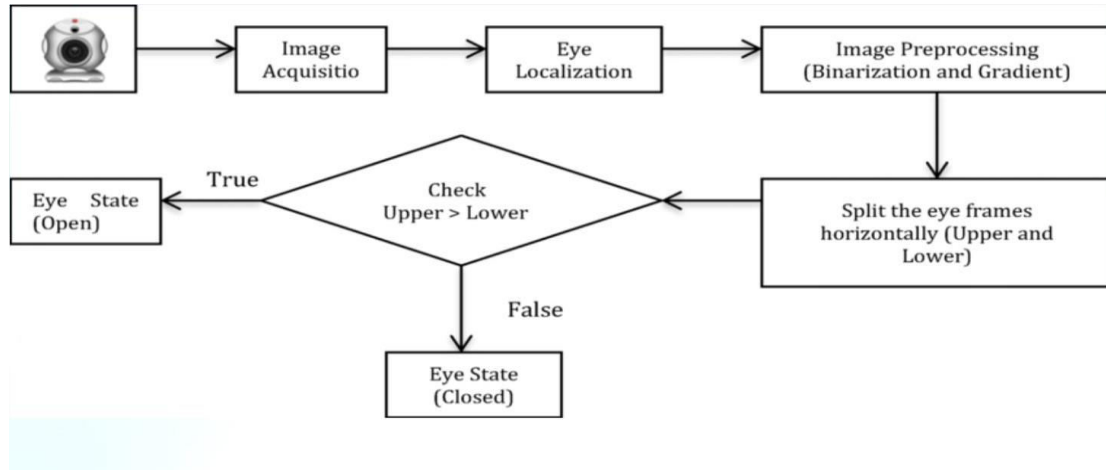 Image
Acquisitio
Eye
Localization
Image Preprocessing
(Binarization and Gradient)
Split the eye frames
horizontally (Upper and
Lower)
Check
Upper > Lower
True
Eye State
(Open)
False
Eye State
(Closed)